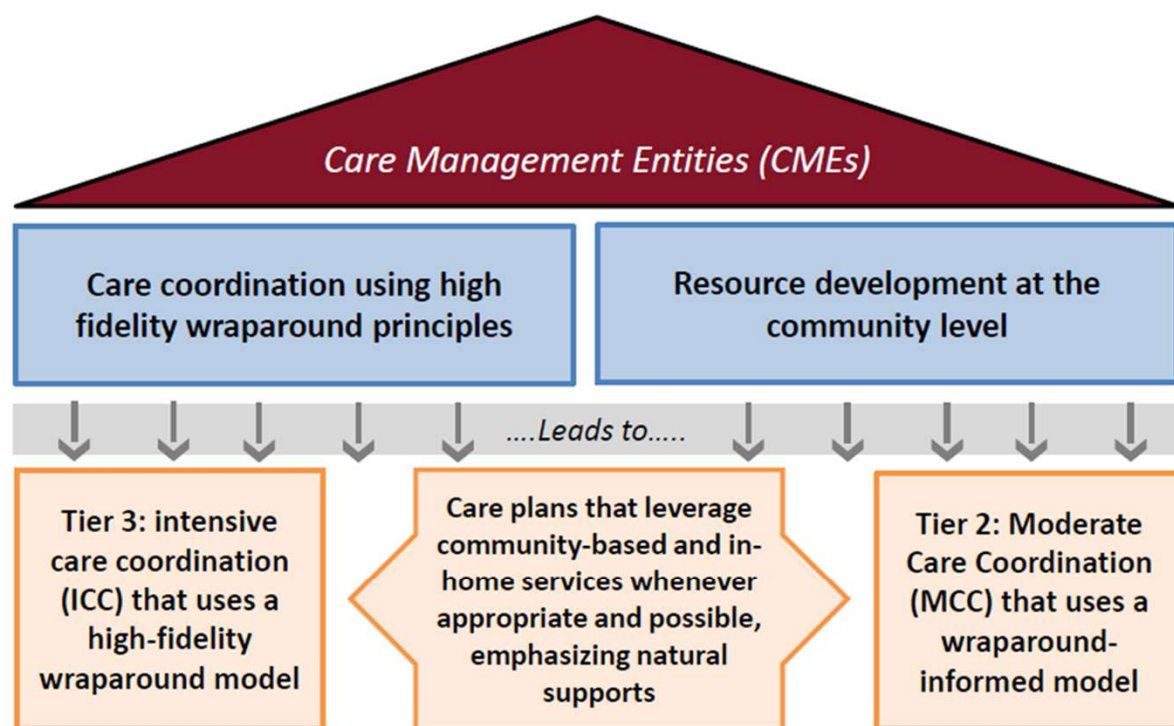 Care Management Entities (CMEs)
Care coordination using high
fidelity wraparound principles
Resource development at the
community level
....Leads to.....
Tier 3: intensive
care coordination
(ICC) that uses a
high-fidelity
wraparound model
Care plans that leverage
community-based and in-
home services whenever
appropriate and possible,
emphasizing natural
supports
Tier 2: Moderate
Care Coordination
(MCC) that uses a
wraparound-
informed model